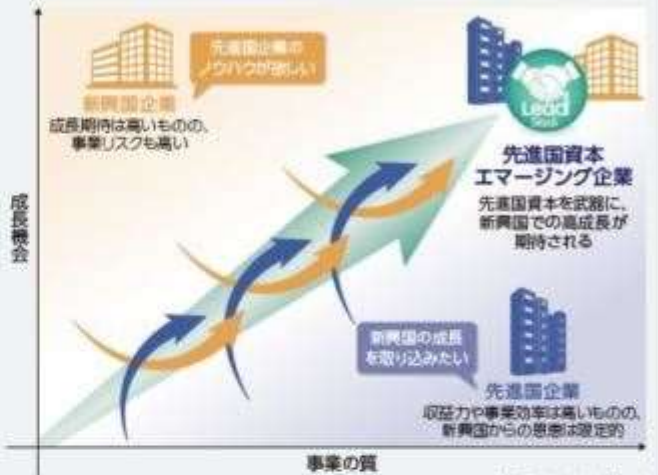 先進国企業の
ノウハウが欲しい
新興国企業
成長期待は高いものの、
事業リスクも高い
Lead
先進国資本
エマージング企業
先進国資本を武器に、
新興国での高成長が
期待される
成長機会
新興国の成長
を取り込みたい
先進国企業
収益力や事業効率は高いものの、
新興国からの恩恵は限定的
事業の質